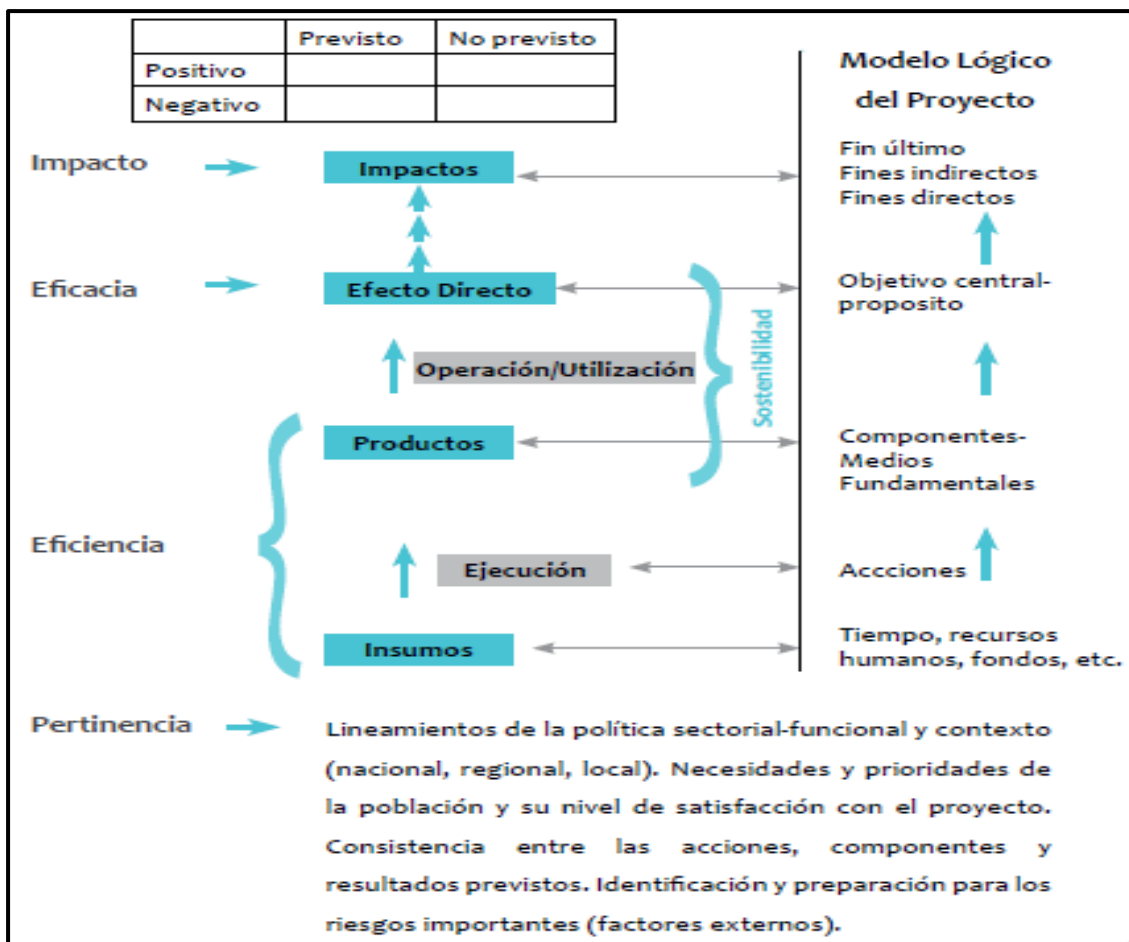 Previsto No previsto
Positivo
Negativo
Modelo Lógico
del Proyecto
Impacto
Impactos
Fin último
Fines indirectos
Fines directos
Eficacia
Efecto Directo
Objetivo central-
proposito
Operación/Utilización
Sostenibilidad
Productos
Componentes-
Medios
Fundamentales
Eficiencia
Ejecución
Accciones
Insumos
Tiempo, recursos
humanos, fondos, etc.
Pertinencia
Lineamientos de la política sectorial-funcional y contexto
(nacional, regional, local). Necesidades y prioridades de
la población y su nivel de satisfacción con el proyecto.
Consistencia entre las acciones, componentes y
resultados previstos. Identificación y preparación para los
riesgos importantes (factores externos).